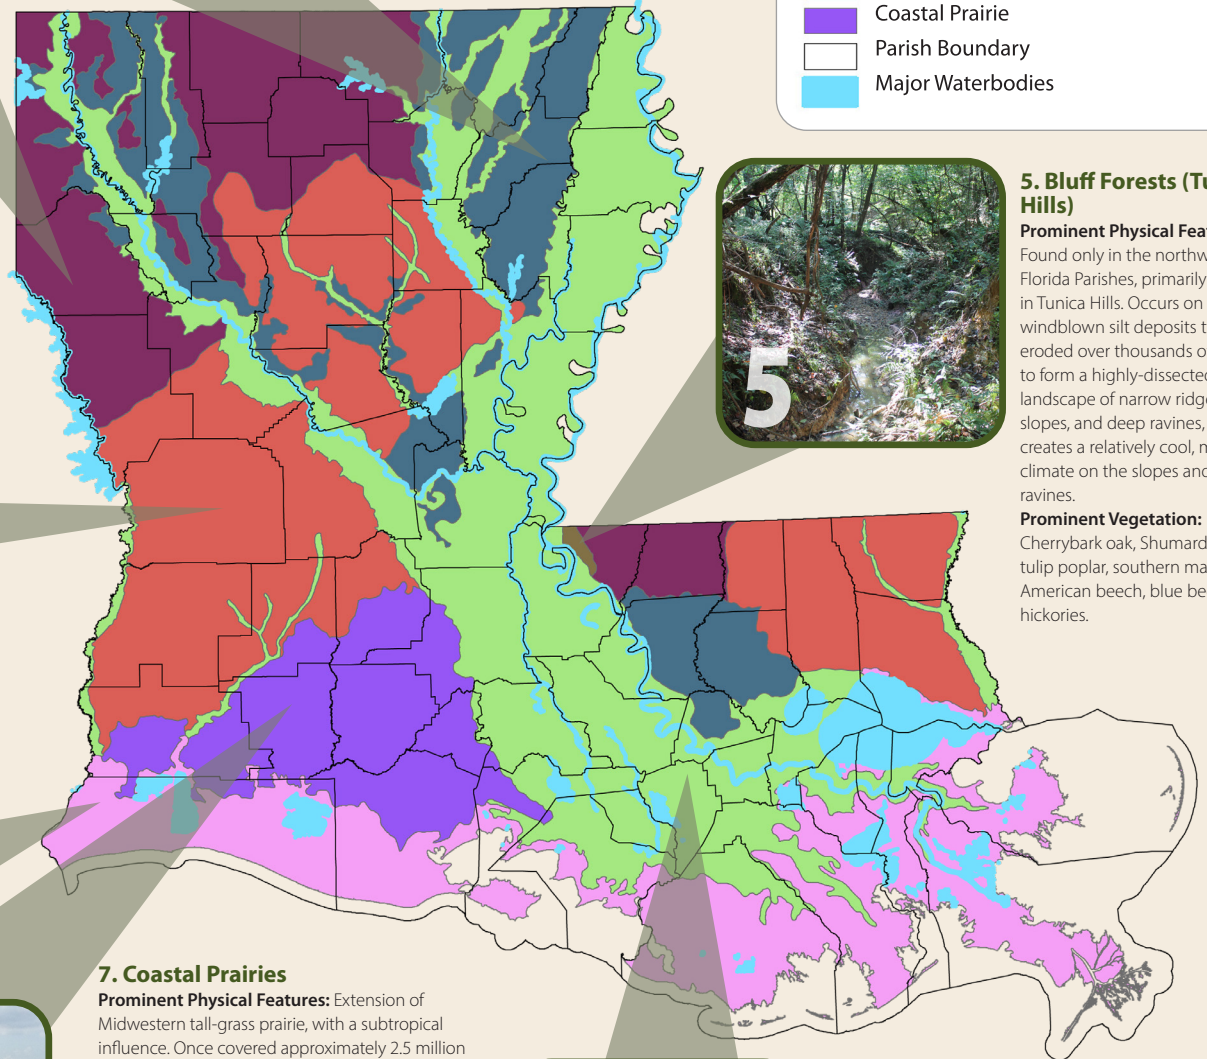 Coastal Prairie
Parish Boundary
Major Waterbodies
5
5. Bluff Forests (Tu
Hills)
Prominent Physical Feat
Found only in the northw
Florida Parishes, primarily
in Tunica Hills. Occurs on
windblown silt deposits t
eroded over thousands o
to form a highly-dissected
landscape of narrow ridge
slopes, and deep ravines,
creates a relatively cool, m
climate on the slopes and
ravines.
Prominent Vegetation:
Cherrybark oak, Shumard
tulip poplar, southern ma
American beech, blue be
hickories.
7. Coastal Prairies
Prominent Physical Features: Extension of
Midwestern tall-grass prairie, with a subtropical
influence. Once covered approximately 2.5 million